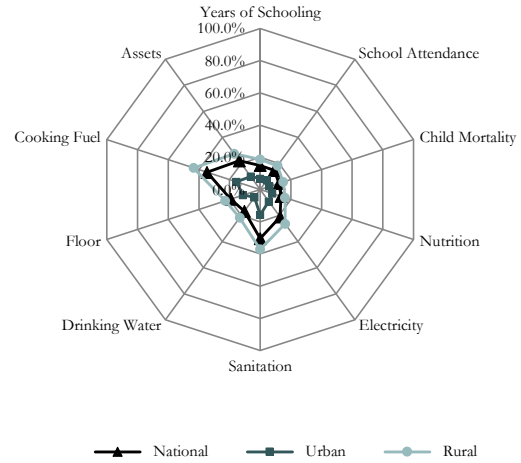 Years of Schooling
100.0%
Assets
School Attendance
80.0%
60.0%
40.0%
Cooking Fuel
Child Mortality
20.0%
0.0%
Floor
Nutrition
Drinking Water
Electricity
Sanitation
National Urban Rural